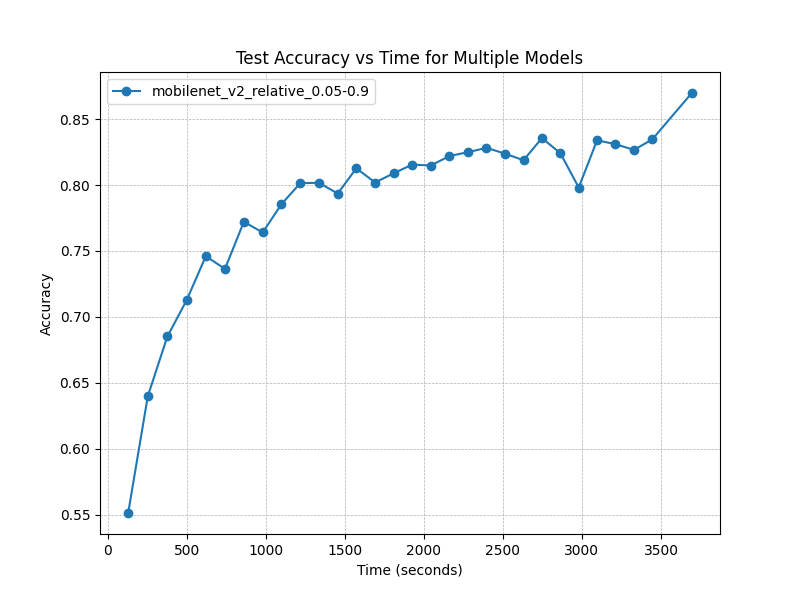 Test Accuracy vs Time for Multiple Models
mobilenet_v2_relative_0.05-0.9
0.85
0.80
0.75
0.70
0.65
0.60
0.55
Accuracy
0 500 1000 1500 2000 2500 3000 3500
Time (seconds)